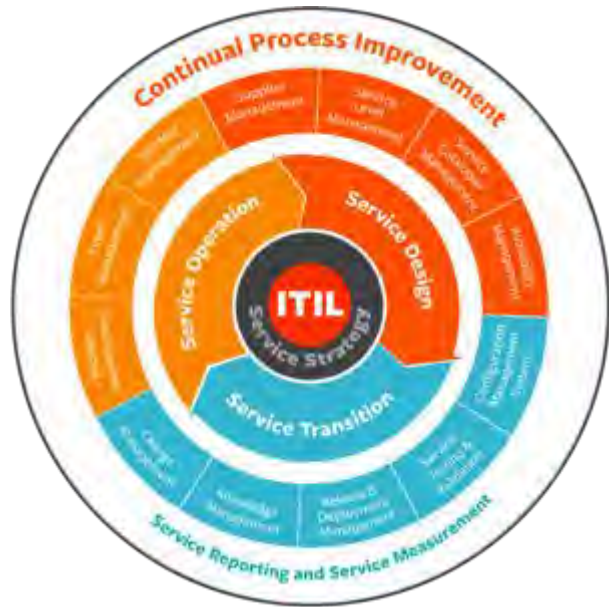 Continual Process Improvement
Supplier
Management
Service
Level
Management
Service
Catalogue
Management
Management
Configuration
Management
System
Service
Testing &
Validation
Release &
Deployment
Management
Knowledge
Management
Change
Management
Management
Management
Service Operation
Service Design
Service Transition
ITIL
Service Strategy
Service Reporting and Service Measurement